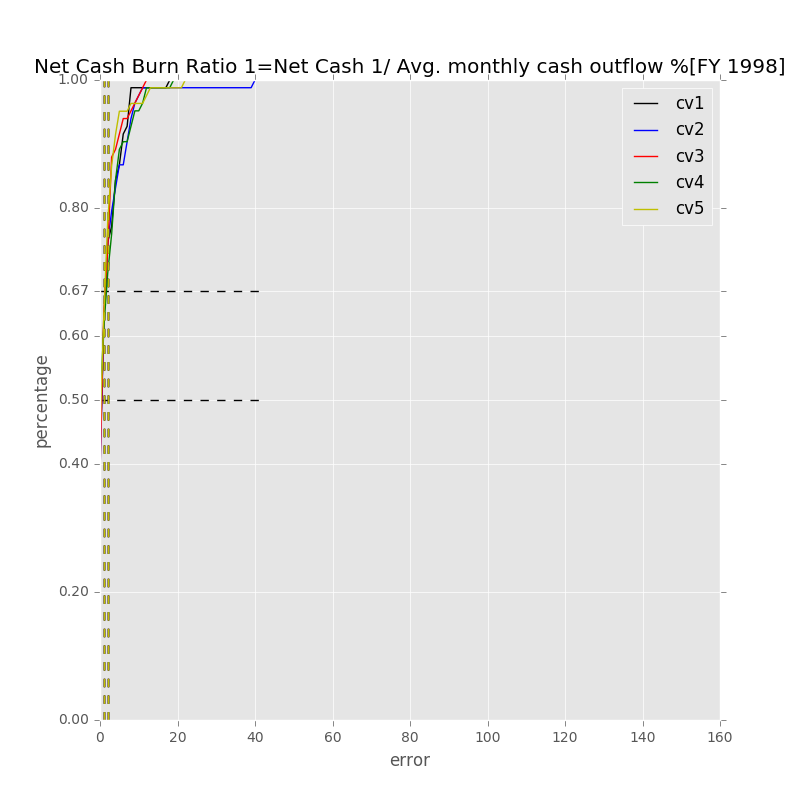 Net Cash Burn Ratio 1=Net Cash 1/ Avg. monthly cash outflow %[FY 1998]
1.00
0.80
0.67
0.60
0.50
0.40
0.20
0.00
percentage
cv1
cv2
cv3
cv4
cv5
0 20 40 60 80 100 120 140 160
error